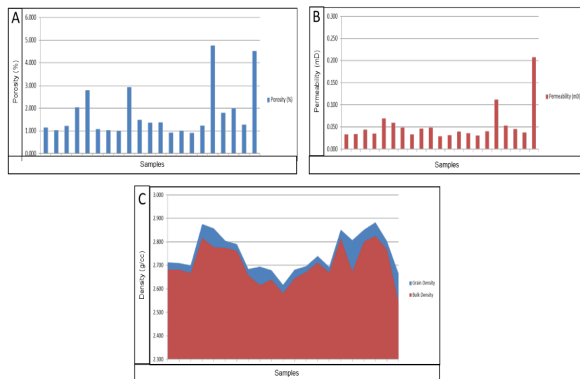 A
6.000
5.000
4.000
3.000
2.000
1.000
0.000
Porosity (%)
Porosity (%)
Samples
B
0.300
0.250
0.200
0.150
0.100
0.050
0.000
Permeability (mD)
Permeability (mD)
Samples
C
3.000
2.900
2.800
2.700
2.600
2.500
2.400
2.300
Density (g/cc)
Grain Density
Bulk Density
Samples